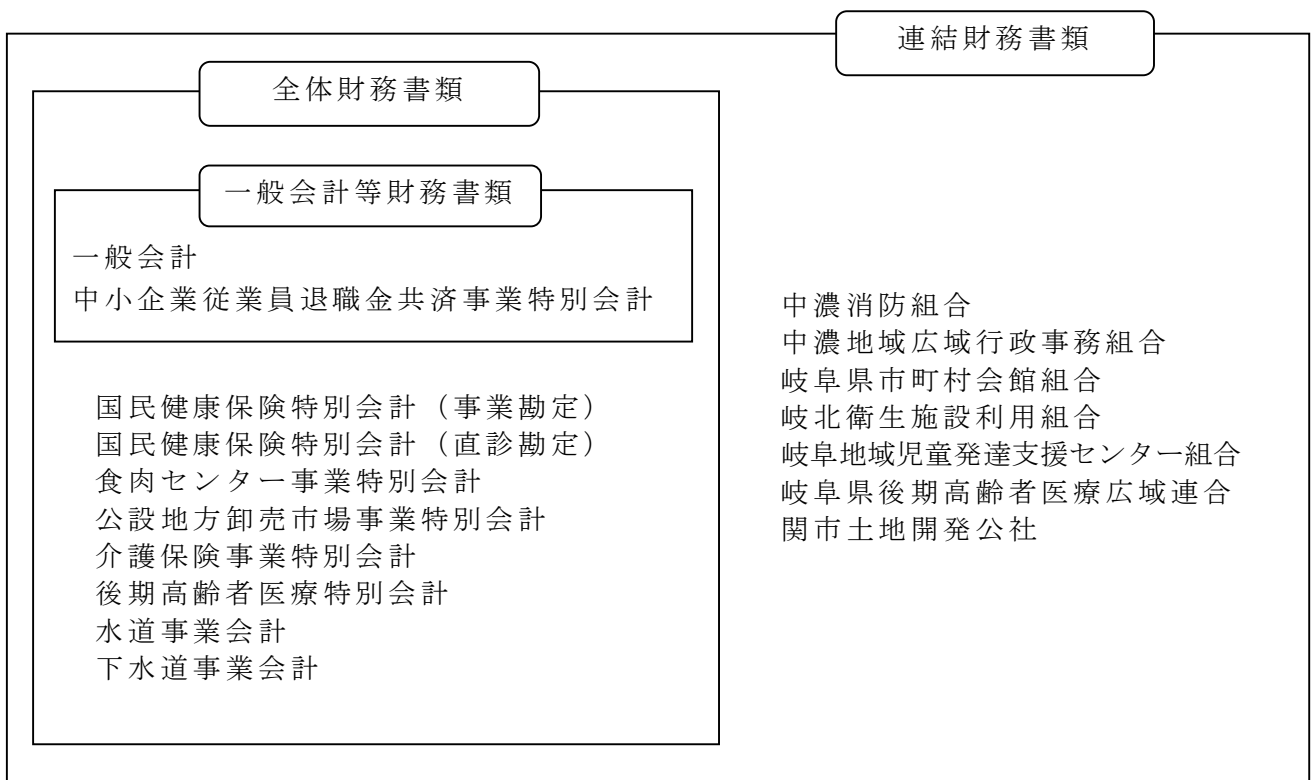 連結財務書類
全体財務書類
一般会計等財務書類
一般会計
中小企業従業員退職金共済事業特別会計
国民健康保険特別会計（事業勘定）
国民健康保険特別会計（直診勘定）
食肉センター事業特別会計
公設地方卸売市場事業特別会計
介護保険事業特別会計
後期高齢者医療特別会計
水道事業会計
下水道事業会計
中濃消防組合
中濃地域広域行政事務組合
岐阜県市町村会館組合
岐北衛生施設利用組合
岐阜地域児童発達支援センター組合
岐阜県後期高齢者医療広域連合
関市土地開発公社